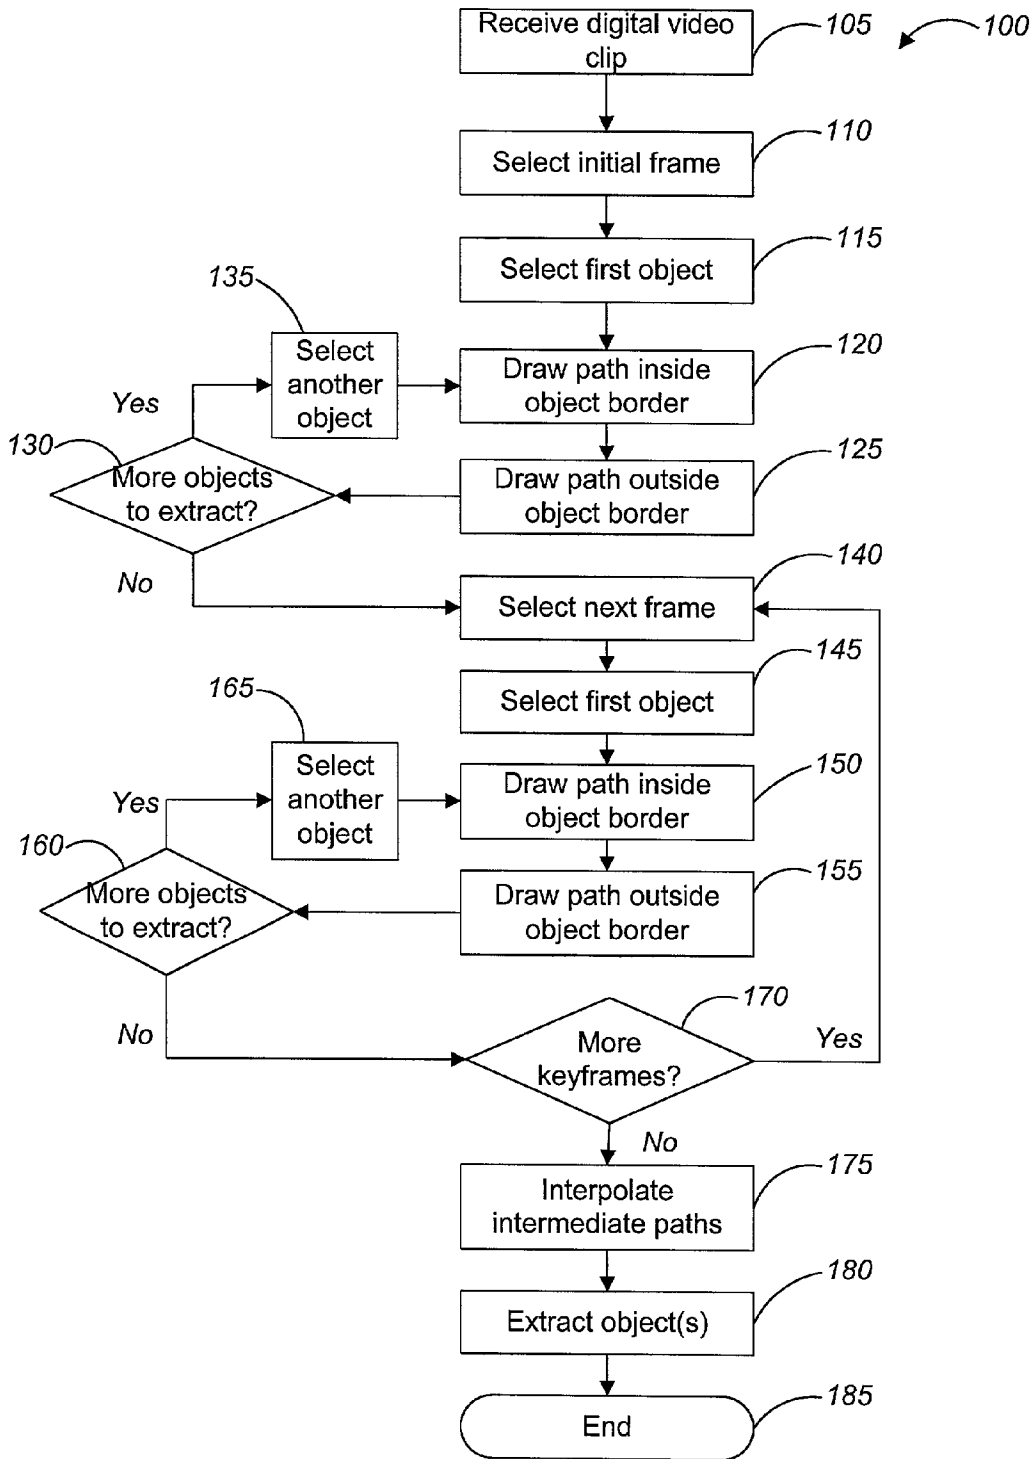 Receive digital video
clip
105
100
110
Select initial frame
115
Select first object
135
Select
another
object
120
Draw path inside
object border
Yes
130
More objects
to extract?
125
Draw path outside
object border
No
140
Select next frame
145
Select first object
165
Select
another
object
150
Draw path inside
object border
Yes
160
More objects
to extract?
155
Draw path outside
object border
No
170
More
keyframes?
Yes
No
175
Interpolate
intermediate paths
180
Extract object(s)
185
End